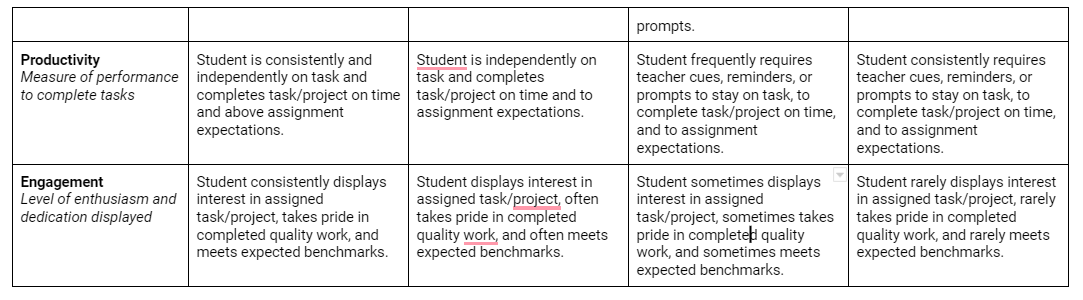 prompts.
Productivity
Measure of performance
to complete tasks
Student is consistently and
independently on task and
completes task/project on time
and above assignment
expectations.
Student is independently on
task and completes
task/project on time and to
assignment expectations.
Student frequently requires
teacher cues, reminders, or
prompts to stay on task, to
complete task/project on time,
and to assignment
expectations.
Student consistently requires
teacher cues, reminders, or
prompts to stay on task, to
complete task/project on time,
and to assignment
expectations.
Engagement
Level of enthusiasm and
dedication displayed
Student consistently displays
interest in assigned
task/project, takes pride in
completed quality work, and
meets expected benchmarks.
Student displays interest in
assigned task/project, often
takes pride in completed
quality work, and often meets
expected benchmarks.
Student sometimes displays
interest in assigned
task/project, sometimes takes
pride in completed quality
work, and sometimes meets
expected benchmarks.
Student rarely displays interest
in assigned task/project, rarely
takes pride in completed
quality work, and rarely meets
expected benchmarks.